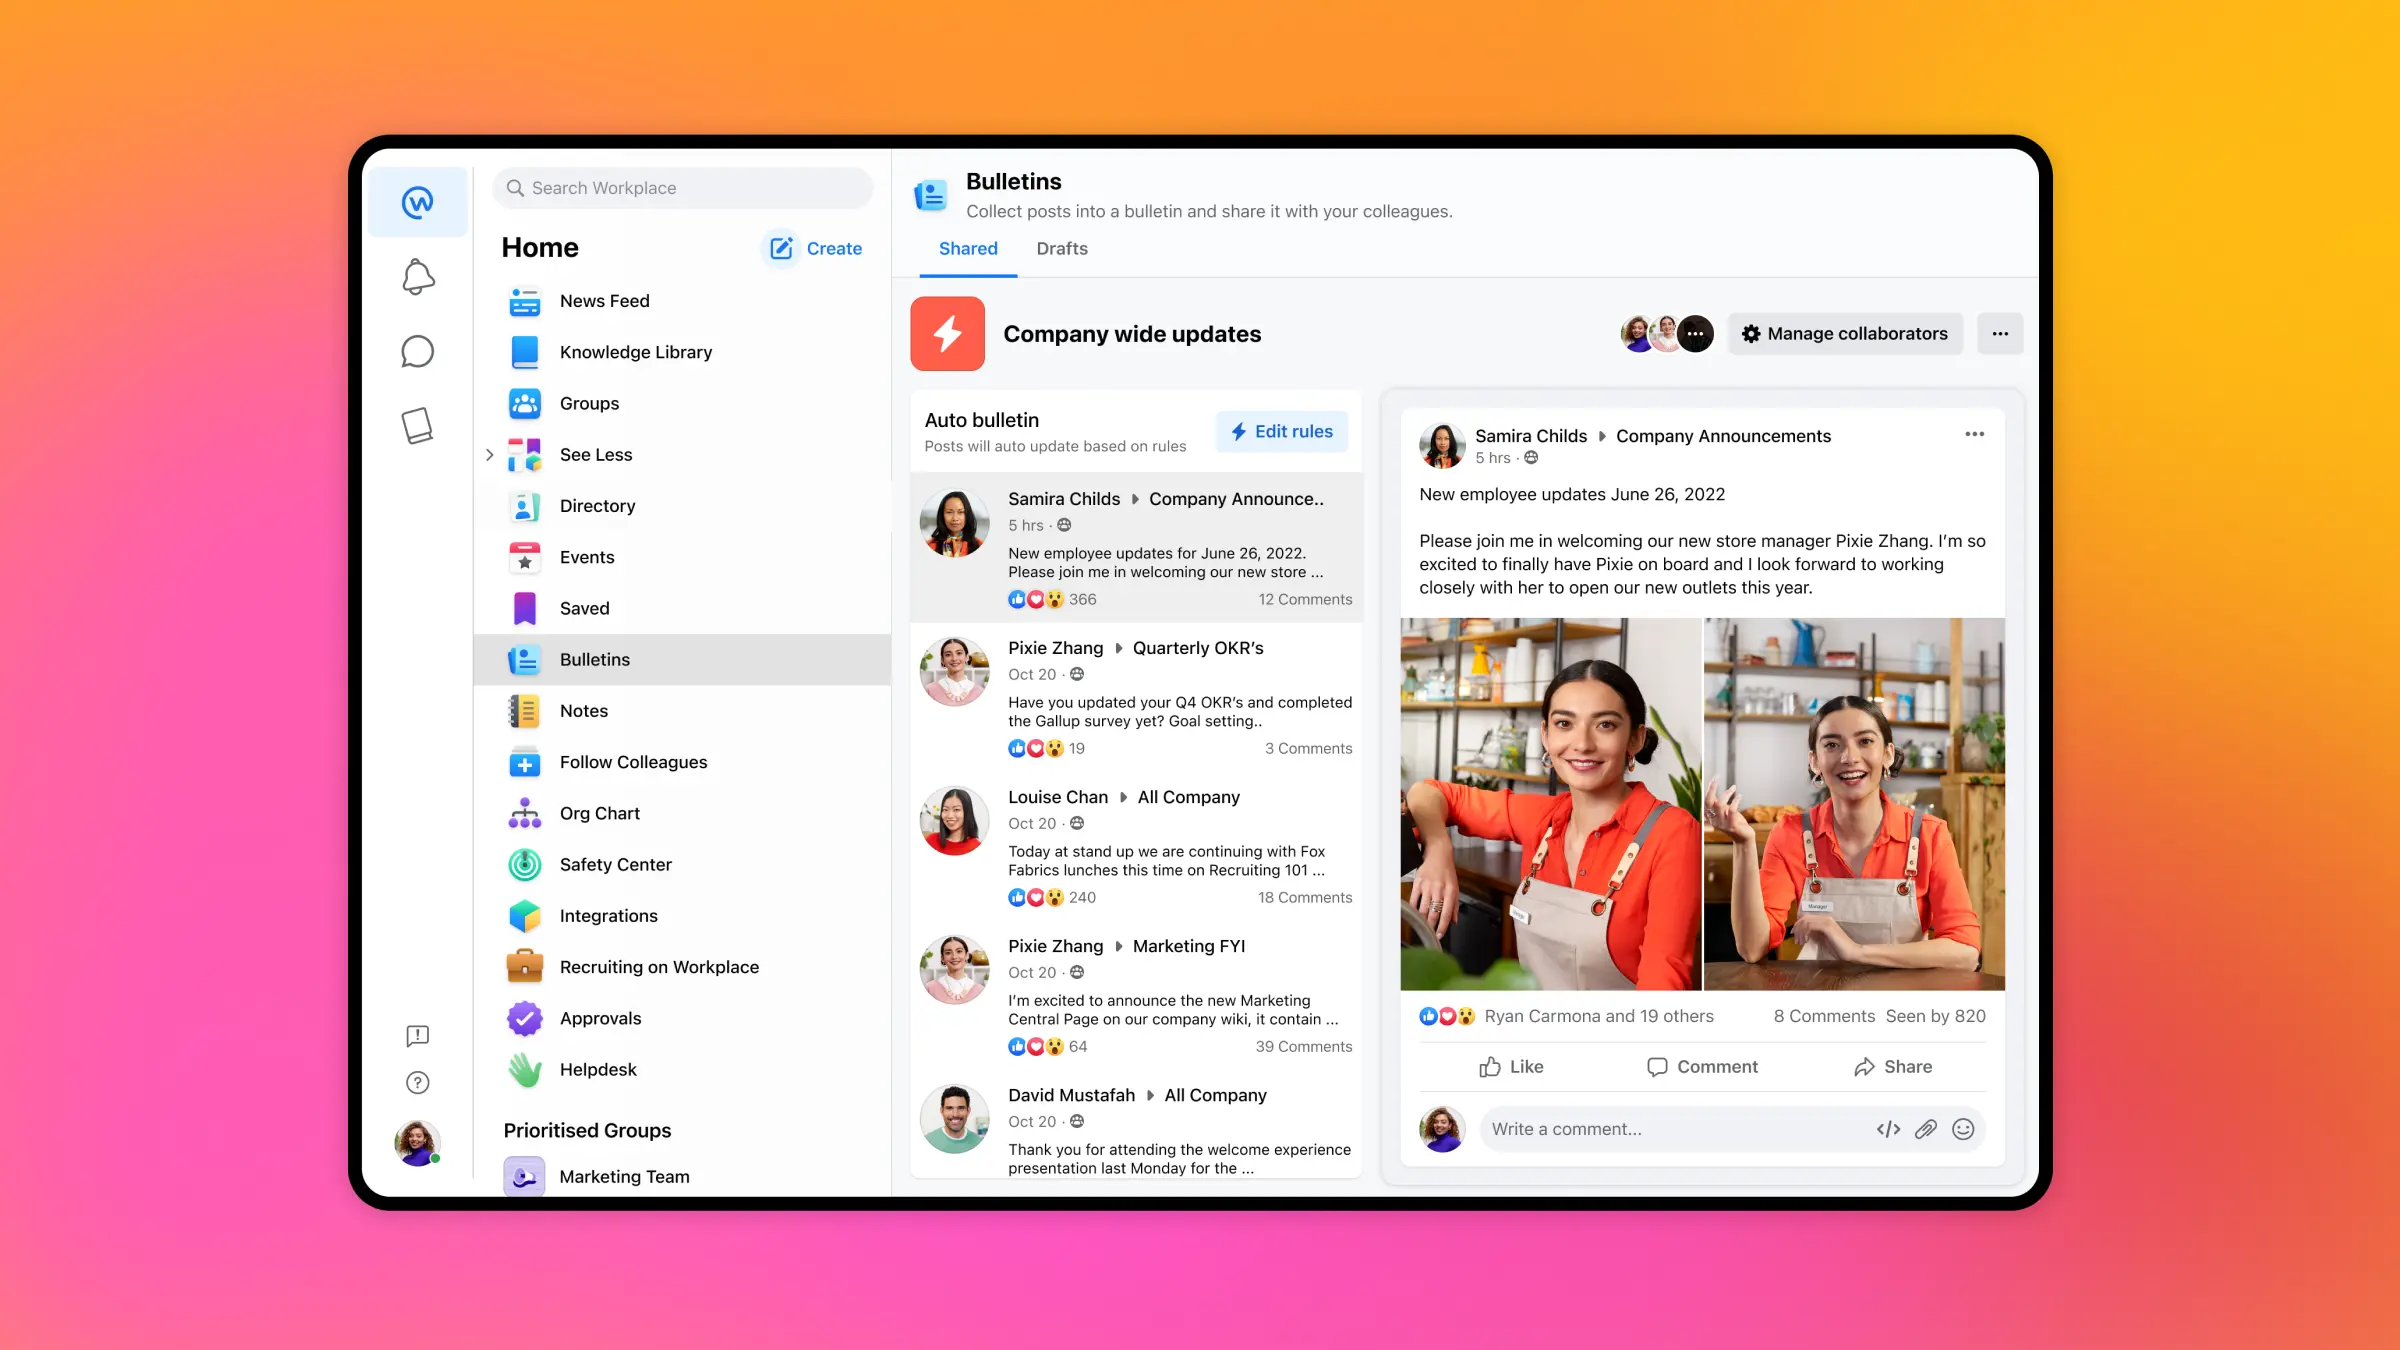 Search Workplace
Home
Create
News Feed
Knowledge Library
Groups
See Less
Directory
Events
Saved
Bulletins
Notes
Follow Colleagues
Org Chart
Safety Center
Integrations
Recruiting on Workplace
Approvals
Helpdesk
Prioritised Groups
Marketing Team
Bulletins
Collect posts into a bulletin and share it with your colleagues.
Shared
Drafts
Company wide updates
Manage collaborators
Auto bulletin
Posts will auto update based on rules
Edit rules
Samira Childs Company Announce..
5 hrs ·
New employee updates for June 26, 2022.
Please join me in welcoming our new store ...
366
12 Comments
Pixie Zhang Quarterly OKR’s
Oct 20 ·
Have you updated your Q4 OKR’s and completed
the Gallup survey yet? Goal setting..
19
3 Comments
Louise Chan All Company
Oct 20 ·
Today at stand up we are continuing with Fox
Fabrics lunches this time on Recruiting 101 ...
240
18 Comments
Pixie Zhang Marketing FYI
Oct 20 ·
I’m excited to announce the new Marketing
Central Page on our company wiki, it contain ...
64
39 Comments
David Mustafah All Company
Oct 20 ·
Thank you for attending the welcome experience
presentation last Monday for the ...
Samira Childs Company Announcements
5 hrs ·
New employee updates June 26, 2022
Please join me in welcoming our new store manager Pixie Zhang. I’m so
excited to finally have Pixie on board and I look forward to working
closely with her to open our new outlets this year.
Manager
Ryan Carmona and 19 others
8 Comments
Seen by 820
Like
Comment
Share
Write a comment...